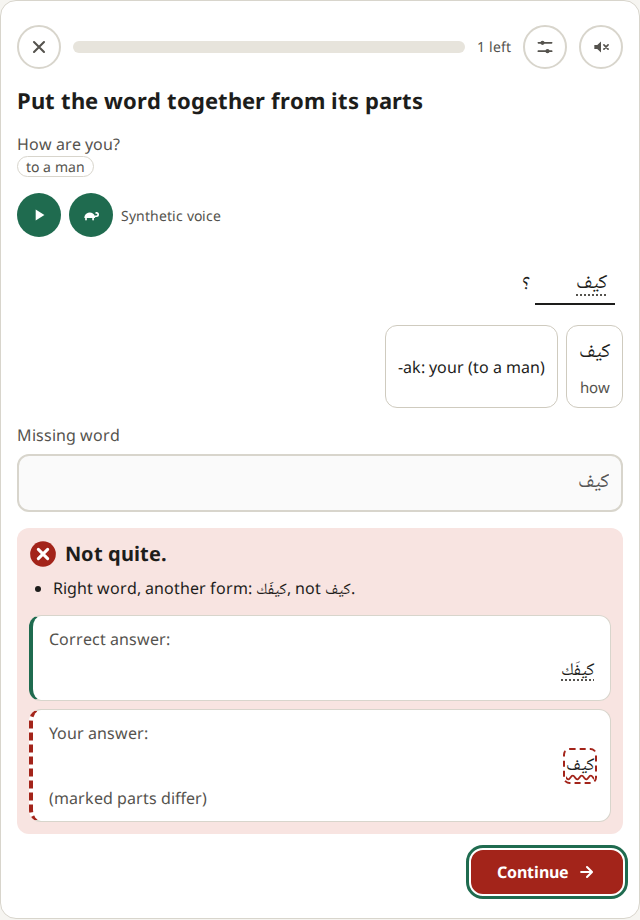 1 left
Put the word together from its parts
How are you?
to a man
Synthetic voice
كيف ؟
كيف
how
-ak: your (to a man)
Missing word
كيف
Not quite.
Right word, another form: كيفَك, not كيف.
Correct answer:
كيفَك
Your answer:
كيف
(marked parts differ)
Continue